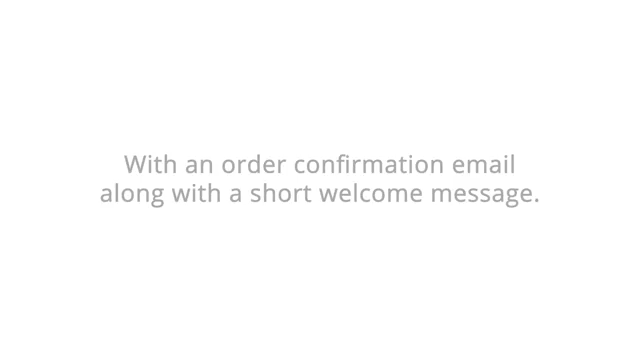 With an order confirmation email
along with a short welcome message.